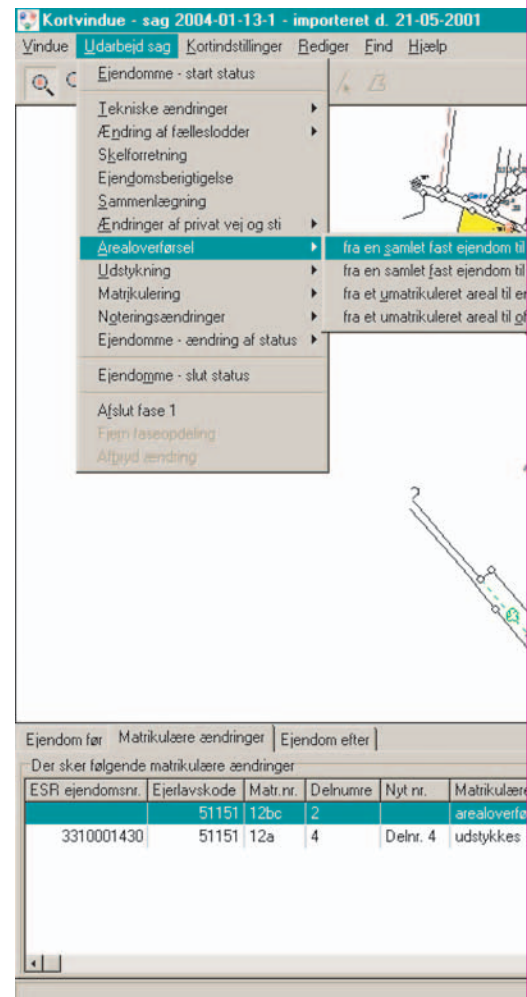 Kortvindue - sag 2004-01-13-1 - importeret d. 21-05-2001
Vindue Udarbejd sag Kortindstillinger Rediger Find Hjælp
Ejendomme - start status
Tekniske ændringer
Ændring af fælleslodder
Skelforretning
Ejendomsberigtigelse
Sammenlægning
Ændringer af privat vej og sti
Arealoverførsel
fra en samlet fast ejendom til
Udstykning
fra en samlet fast ejendom til
Matrikulering
fra et umatrikuleret areal til
Noteringsændringer
fra et umatrikuleret areal til
Ejendomme - ændring af status
Ejendomme - slut status
Afslut fase 1
Fjern faseopdeling
Afbryd ændring
?
Ejendom før Matrikulære ændringer Ejendom efter
Der sker følgende matrikulære ændringer
ESR ejendomsnr. Ejerlavskode Matr.nr. Delnumre Nyt nr. Matrikulære
51151 12bc 2 arealoverfø
3310001430 51151 12a 4 Delnr. 4 udstykkes